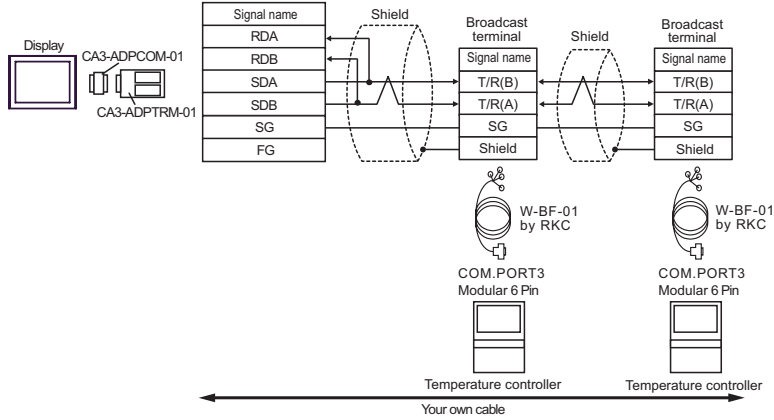 Display
CA3-ADPCOM-01
CA3-ADPTRM-01
Signal name
RDA
RDB
SDA
SDB
SG
FG
Shield
Broadcast
terminal
Signal name
T/R(B)
T/R(A)
SG
Shield
Shield
Broadcast
terminal
Signal name
T/R(B)
T/R(A)
SG
Shield
W-BF-01
by RKC
COM.PORT3
Modular 6 Pin
Temperature controller
W-BF-01
by RKC
COM.PORT3
Modular 6 Pin
Temperature controller
Your own cable